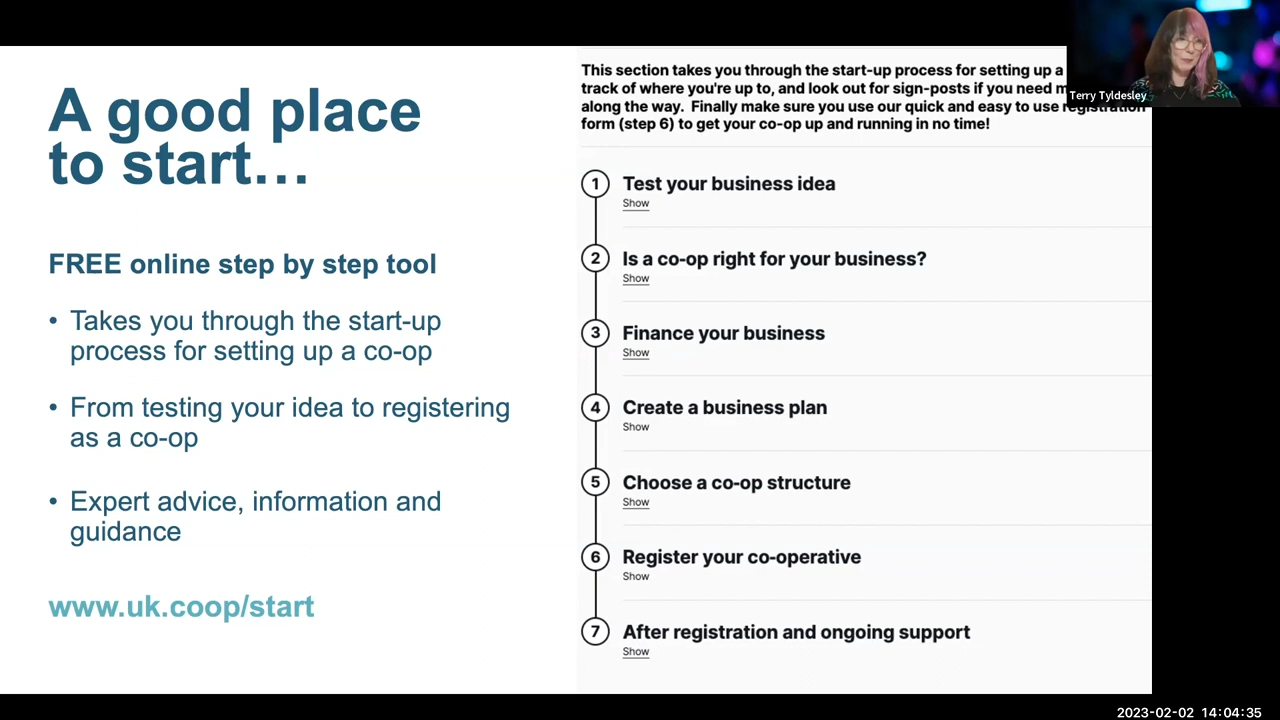 A good place
to start…
FREE online step by step tool
• Takes you through the start-up
process for setting up a co-op
• From testing your idea to registering
as a co-op
• Expert advice, information and
guidance
www.uk.coop/start
This section takes you through the start-up process for setting up a
track of where you're up to, and look out for sign-posts if you need
along the way. Finally make sure you use our quick and easy to use registration
form (step 6) to get your co-op up and running in no time!
1 Test your business idea
Show
2 Is a co-op right for your business?
Show
3 Finance your business
Show
4 Create a business plan
Show
5 Choose a co-op structure
Show
6 Register your co-operative
Show
7 After registration and ongoing support
Show
Terry Tyldesley
2023-02-02 14:04:35